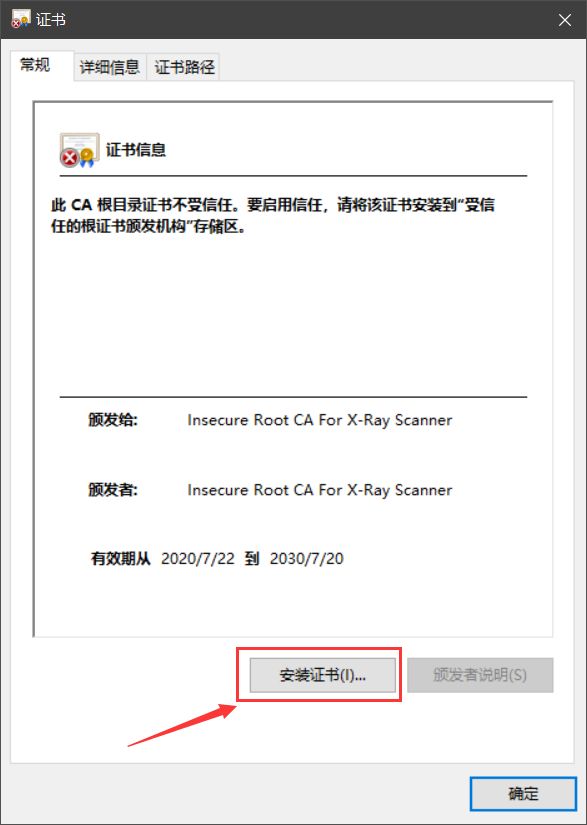 证书
常规
详细信息
证书路径
证书信息
此 CA 根目录证书不受信任。要启用信任，请将该证书安装到“受信
任的根证书颁发机构”存储区。
颁发给: Insecure Root CA For X-Ray Scanner
颁发者: Insecure Root CA For X-Ray Scanner
有效期从 2020/7/22 到 2030/7/20
安装证书(I)...
颁发者说明(S)
确定